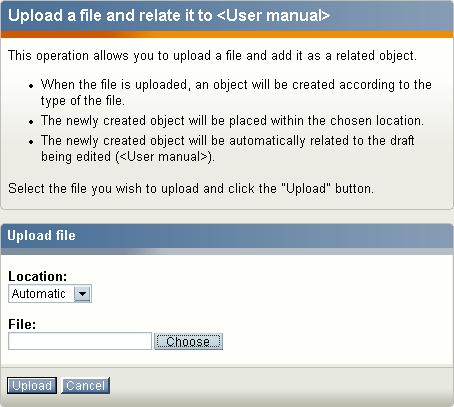 Upload a file and relate it to <User manual>
This operation allows you to upload a file and add it as a related object.
• When the file is uploaded, an object will be created according to the
type of the file.
• The newly created object will be placed within the chosen location.
• The newly created object will be automatically related to the draft
being edited (<User manual>).
Select the file you wish to upload and click the "Upload" button.
Upload file
Location:
Automatic
File:
Choose
Upload Cancel